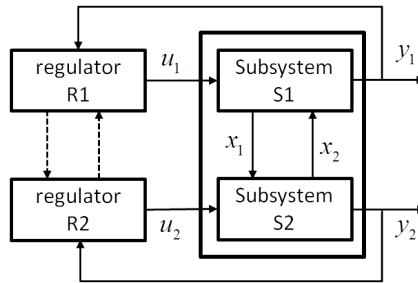 regulator
R1
u₁
Subsystem
S1
y₁
x₁
x₂
regulator
R2
u₂
Subsystem
S2
y₂